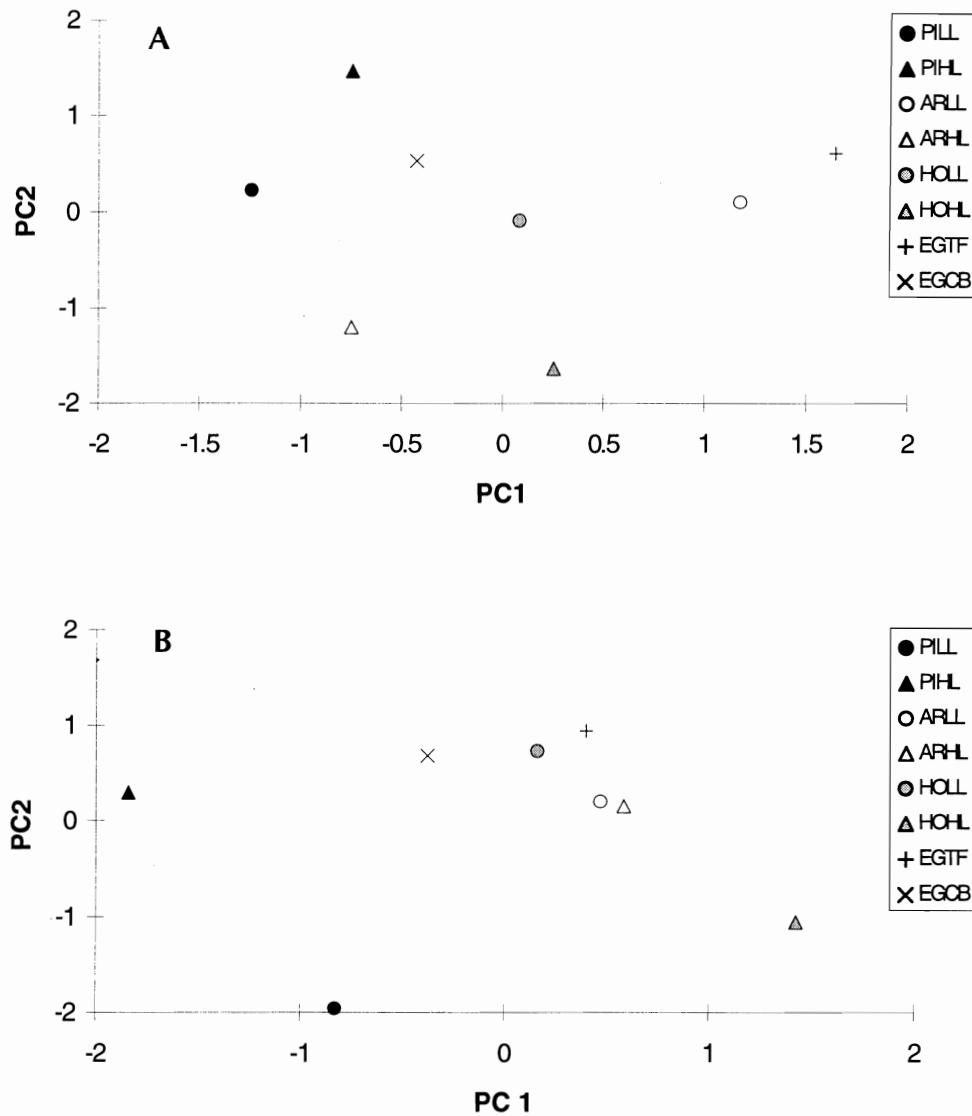 A
2
1
0
-1
-2
PC2
-2
-1.5
-1
-0.5
0
0.5
1
1.5
2
PC1
PILL
PIHL
ARLL
ARHL
HOLL
HOHL
EGTF
EGCB
B
2
1
0
-1
-2
PC2
-2
-1
0
1
2
PC 1
PILL
PIHL
ARLL
ARHL
HOLL
HOHL
EGTF
EGCB